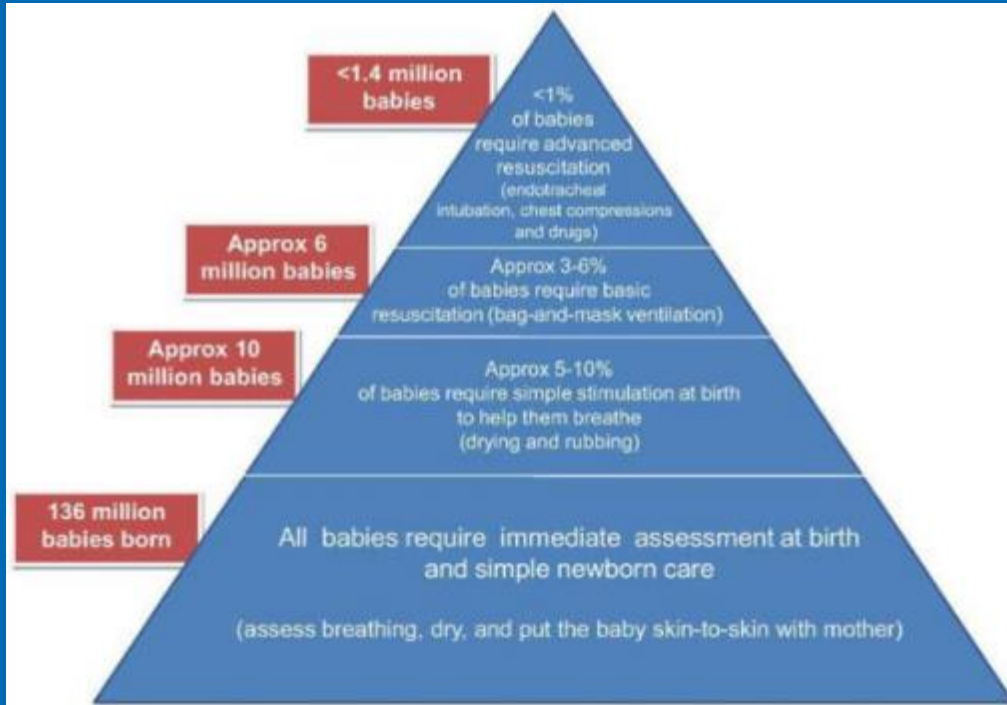 <1.4 million
babies
<1%
of babies
require advanced
resuscitation
(endotracheal
intubation, chest compressions
and drugs)
Approx 6
million babies
Approx 3-6%
of babies require basic
resuscitation (bag-and-mask ventilation)
Approx 10
million babies
Approx 5-10%
of babies require simple stimulation at birth
to help them breathe
(drying and rubbing)
136 million
babies born
All babies require immediate assessment at birth
and simple newborn care
(assess breathing, dry, and put the baby skin-to-skin with mother)